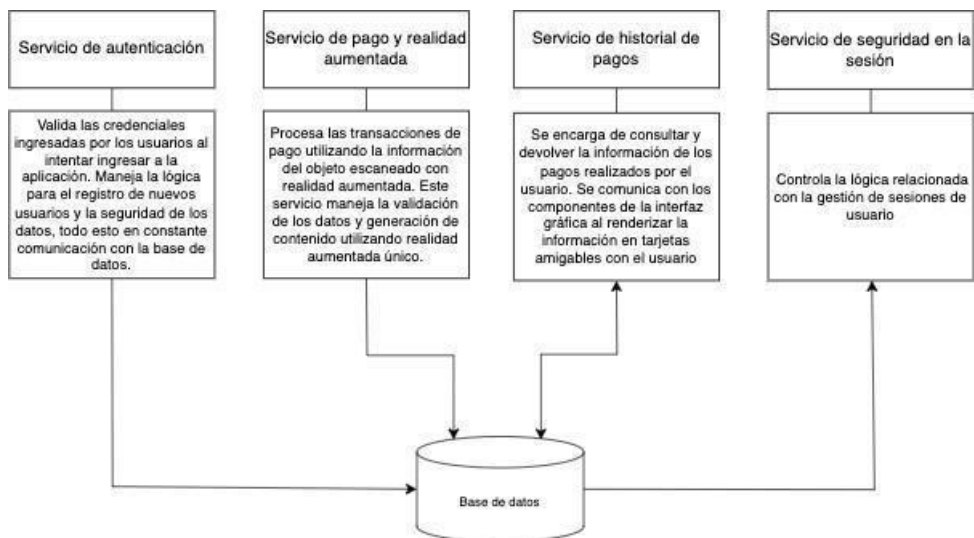 Servicio de autenticación
Servicio de pago y realidad
aumentada
Servicio de historial de
pagos
Servicio de seguridad en la
sesión
Valida las credenciales
ingresadas por los usuarios al
intentar ingresar a la
aplicación. Maneja la lógica
para el registro de nuevos
usuarios y la seguridad de los
datos, todo esto en constante
comunicación con la base de
datos.
Procesa las transacciones de
pago utilizando la información
del objeto escaneado con
realidad aumentada. Este
servicio maneja la validación
de los datos y generación de
contenido utilizando realidad
aumentada único.
Se encarga de consultar y
devolver la información de los
pagos realizados por el
usuario. Se comunica con los
componentes de la interfaz
gráfica al renderizar la
información en tarjetas
amigables con el usuario
Controla la lógica relacionada
con la gestión de sesiones de
usuario
Base de datos